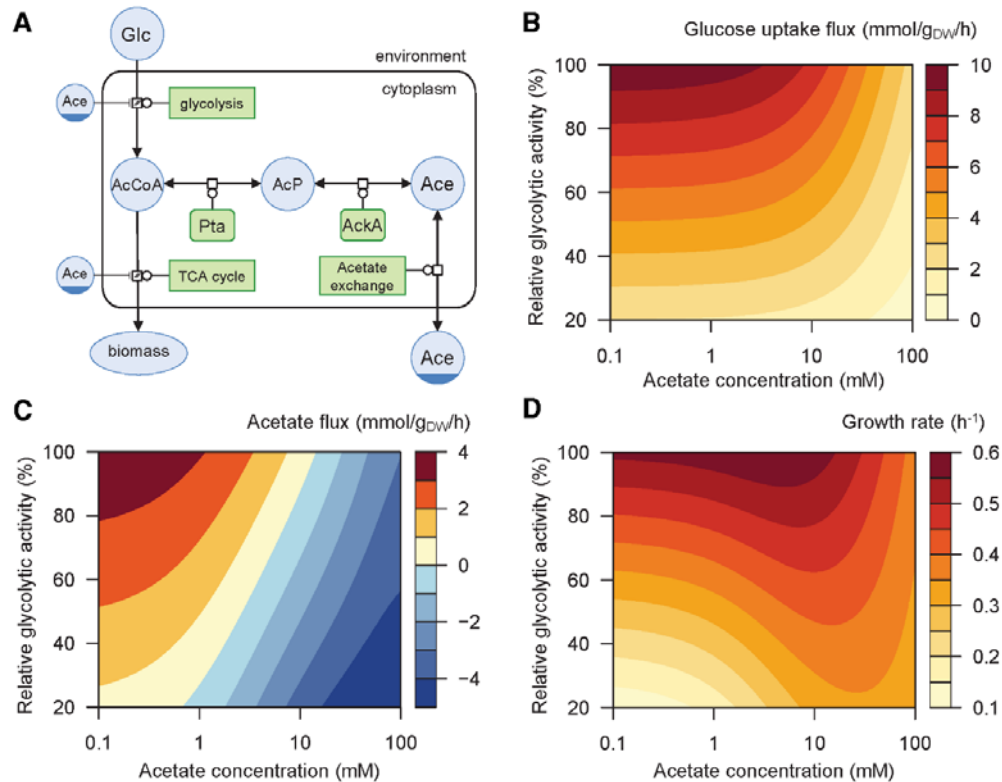 A
Glc
environment
cytoplasm
Ace
glycolysis
AcCoA
AcP
Ace
Pta
AckA
Ace
TCA cycle
Acetate
exchange
biomass
Ace
B
Glucose uptake flux (mmol/gDW/h)
Relative glycolytic activity (%)
100
80
60
40
20
0.1
1
10
100
Acetate concentration (mM)
10
8
6
4
2
0
C
Acetate flux (mmol/gDW/h)
Relative glycolytic activity (%)
100
80
60
40
20
0.1
1
10
100
Acetate concentration (mM)
4
2
0
−2
−4
D
Growth rate (h-1)
Relative glycolytic activity (%)
100
80
60
40
20
0.1
1
10
100
Acetate concentration (mM)
0.6
0.5
0.4
0.3
0.2
0.1